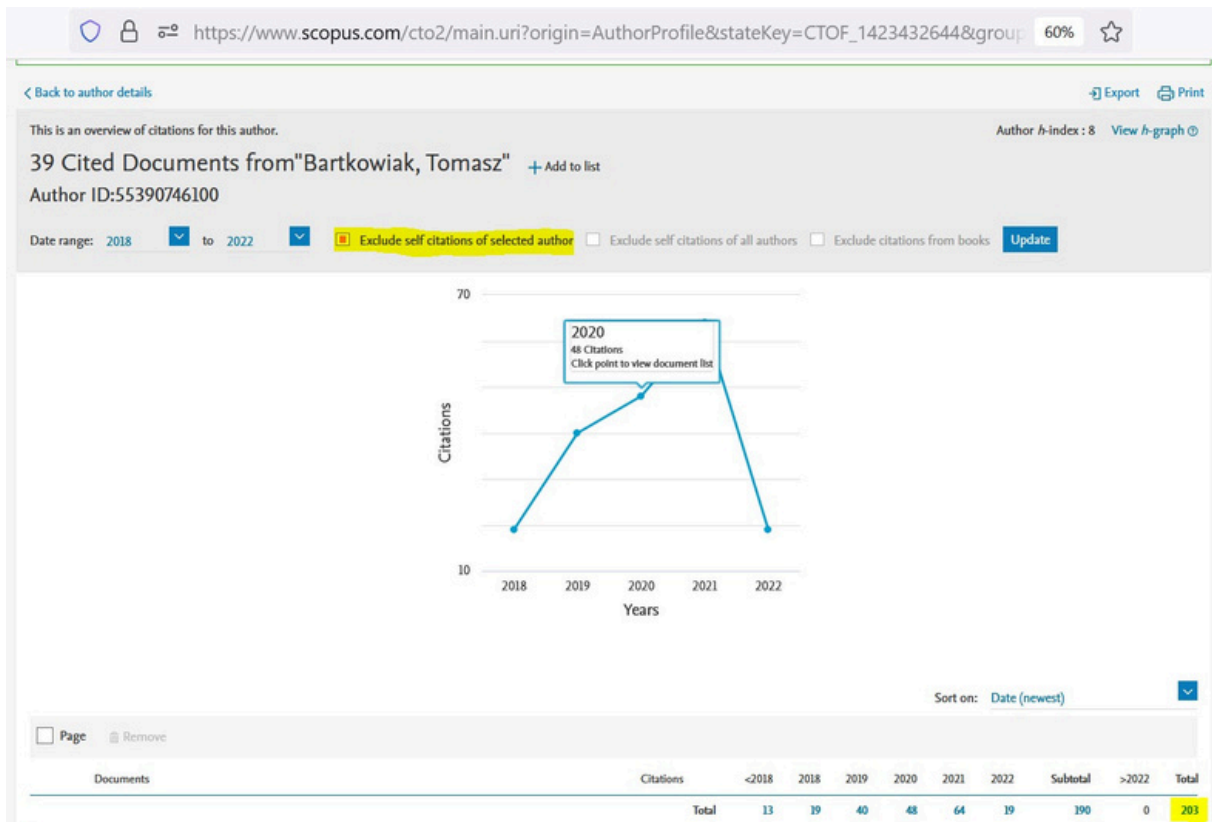 https://www.scopus.com/cto2/main.uri?origin=AuthorProfile&stateKey=CTOF_1423432644&group 60%
Back to author details Export Print
This is an overview of citations for this author. Author h-index : 8 View h-graph
39 Cited Documents from"Bartkowiak, Tomasz" + Add to list
Author ID:55390746100
Date range: 2018 to 2022 Exclude self citations of selected author Exclude self citations of all authors Exclude citations from books Update
70
2020
48 Citations
Click point to view document list
Citations
10
2018 2019 2020 2021 2022
Years
Sort on: Date (newest)
Page Remove
Documents Citations <2018 2018 2019 2020 2021 2022 Subtotal >2022 Total
Total 13 19 40 48 64 19 190 0 203